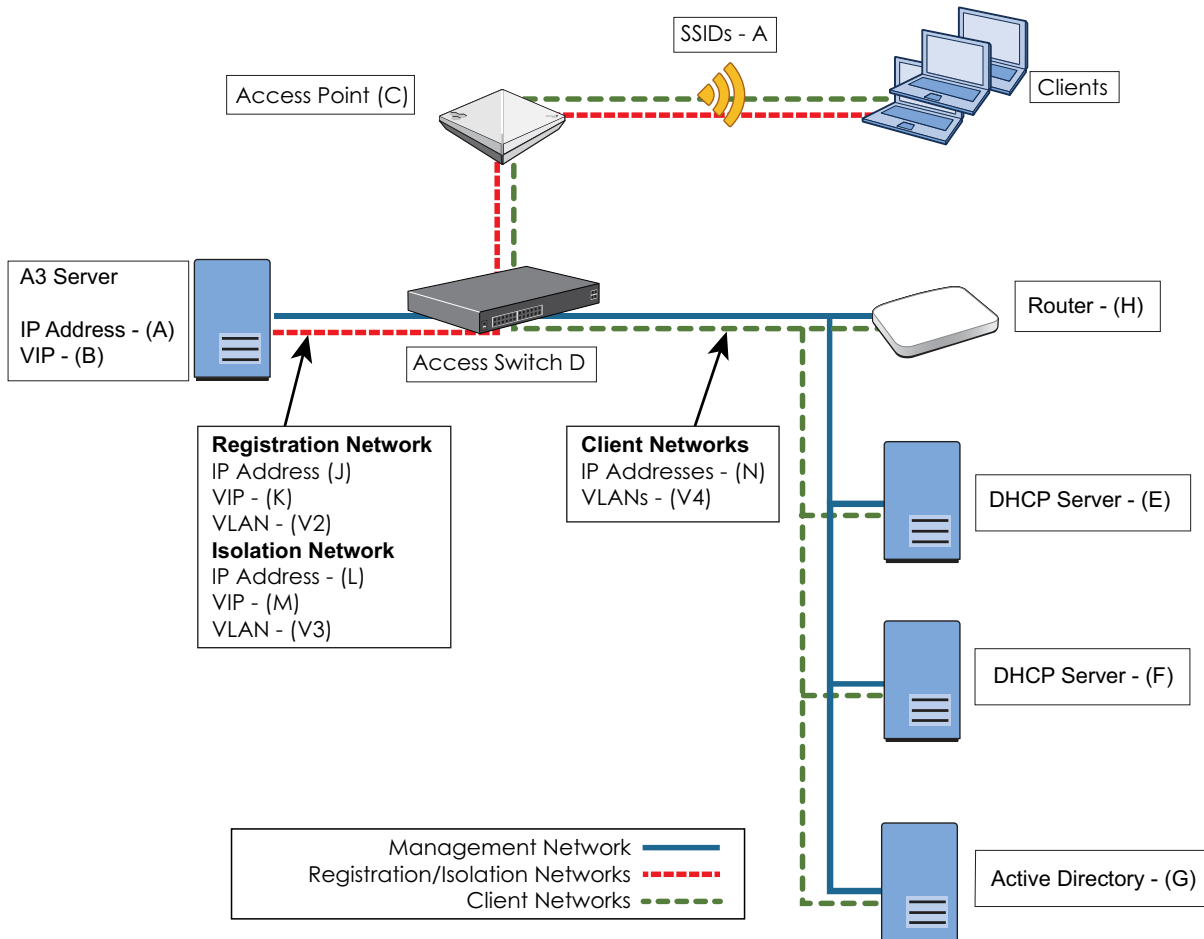 SSIDs - A
Access Point (C)
Clients
A3 Server
IP Address - (A)
VIP - (B)
Access Switch D
Router - (H)
Registration Network
IP Address (J)
VIP - (K)
VLAN - (V2)
Isolation Network
IP Address - (L)
VIP - (M)
VLAN - (V3)
Client Networks
IP Addresses - (N)
VLANs - (V4)
DHCP Server - (E)
DHCP Server - (F)
Active Directory - (G)
Management Network
Registration/Isolation Networks
Client Networks